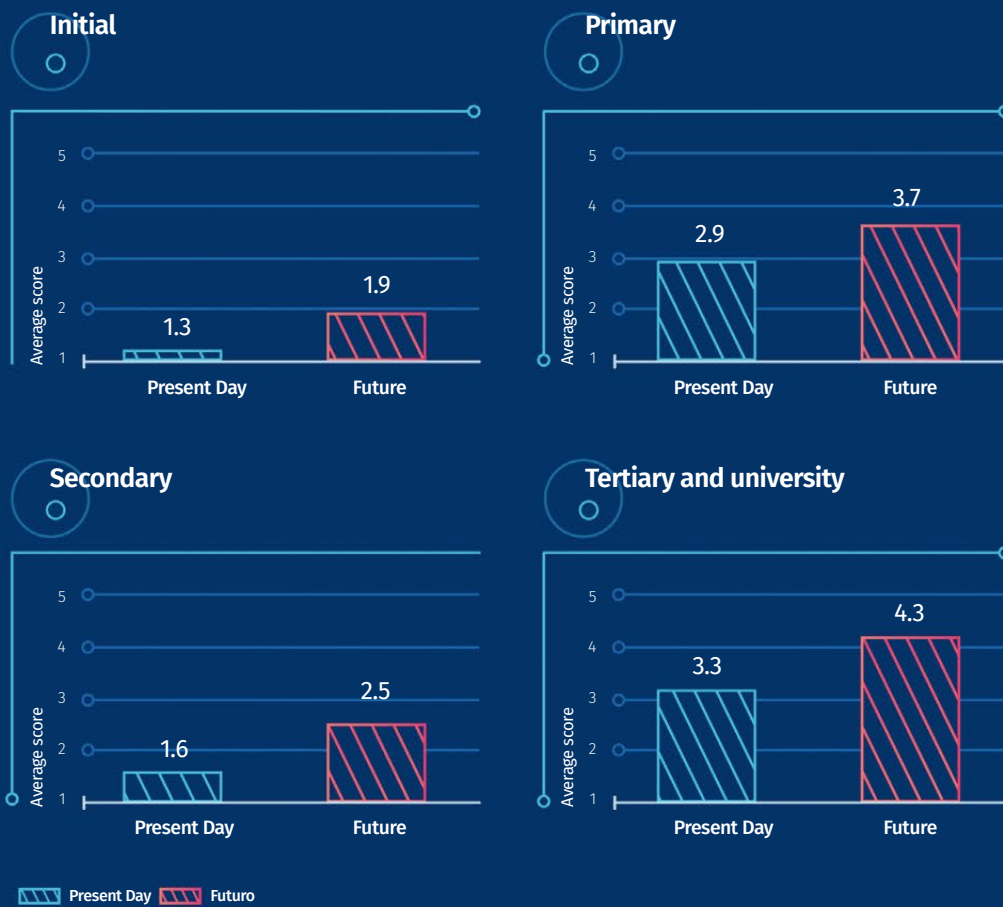 Initial
5
4
3
2
1
Average score
1.3
1.9
Present Day
Future
Primary
5
4
3
2
1
Average score
2.9
3.7
Present Day
Future
Secondary
5
4
3
2
1
Average score
1.6
2.5
Present Day
Future
Tertiary and university
5
4
3
2
1
Average score
3.3
4.3
Present Day
Future
Present Day
Futuro